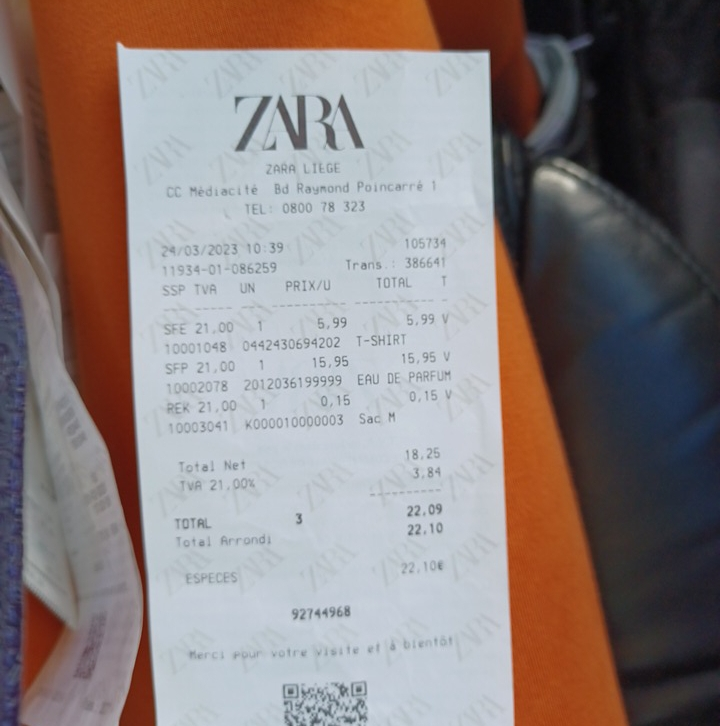 ZARA
ZARA LIEGE
CC Médiacité Bd Raymond Poincarré 1
TEL: 0800 78 323
24/03/2023 10:39 105734
11934-01-086259 Trans.: 386641
SSP TVA UN PRIX/U TOTAL T
SFE 21,00 1 5,99 5,99 V
10001048 0442430694202 T-SHIRT
SFP 21,00 1 15,95 15,95 V
10002078 2012036199999 EAU DE PARFUM
REK 21,00 1 0,15 0,15 V
10003041 K000010000003 Sac M
Total Net 18,25
TVA 21,00% 3,84
TOTAL 3 22,09
Total Arrondi 22,10
ESPECES 22,10€
92744968
Merci pour votre visite et à bientôt